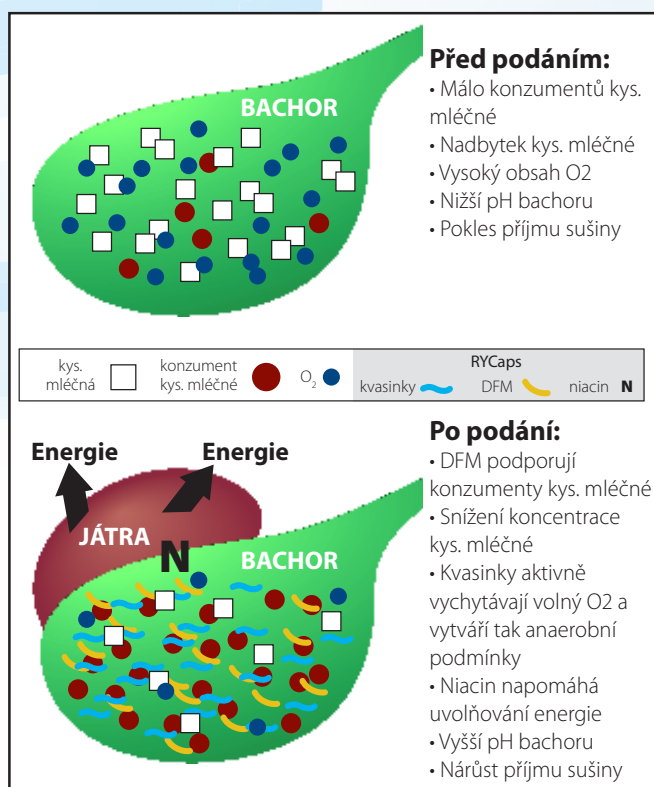 BACHOR
Před podáním:
• Málo konzumentů kys.
mléčné
• Nadbytek kys. mléčné
• Vysoký obsah O2
• Nižší pH bachoru
• Pokles příjmu sušiny
kys.
mléčná
konzument
kys. mléčné
O₂
RYCaps
kvasinky
DFM
niacin N
Energie
Energie
JÁTRA
N
BACHOR
Po podání:
• DFM podporují
konzumenty kys. mléčné
• Snížení koncentrace
kys. mléčné
• Kvasinky aktivně
vychytávají volný O2 a
vytváří tak anaerobní
podmínky
• Niacin napomáhá
uvolňování energie
• Vyšší pH bachoru
• Nárůst příjmu sušiny